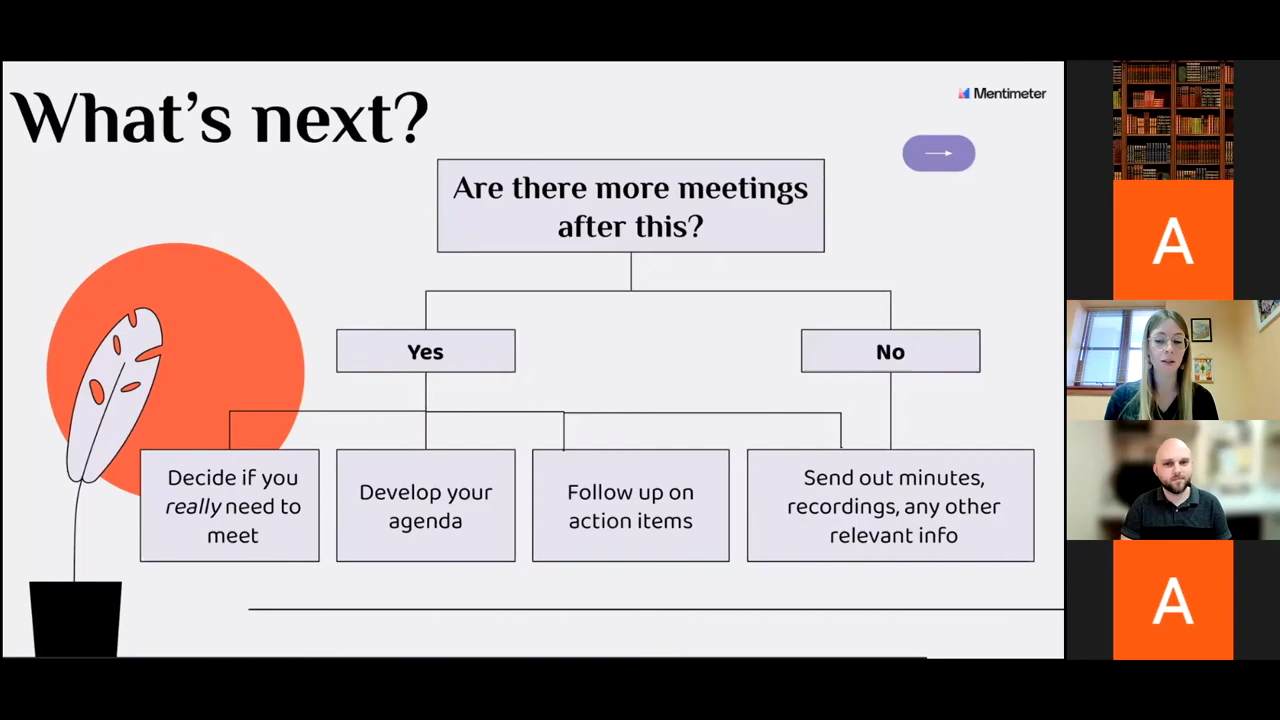 What's next?
Mentimeter
Are there more meetings
after this?
Yes
No
Decide if you
really need to
meet
Develop your
agenda
Follow up on
action items
Send out minutes,
recordings, any other
relevant info
A
A